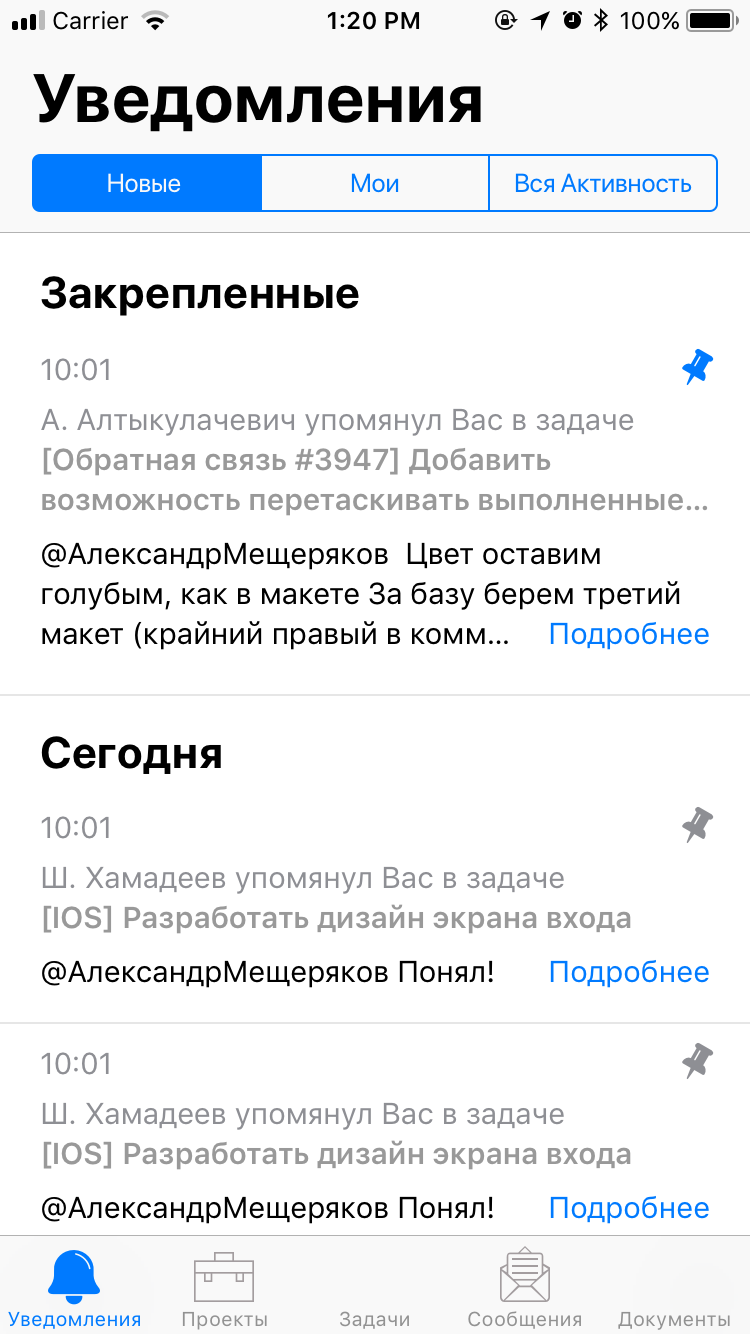 Carrier 1:20 PM 100%
Уведомления
Новые Мои Вся Активность
Закрепленные
10:01
А. Алтыкулачевич упомянул Вас в задаче
[Обратная связь #3947] Добавить
возможность перетаскивать выполненные...
@АлександрМещеряков Цвет оставим
голубым, как в макете За базу берем третий
макет (крайний правый в комм... Подробнее
Сегодня
10:01
Ш. Хамадеев упомянул Вас в задаче
[IOS] Разработать дизайн экрана входа
@АлександрМещеряков Понял! Подробнее
10:01
Ш. Хамадеев упомянул Вас в задаче
[IOS] Разработать дизайн экрана входа
@АлександрМещеряков Понял! Подробнее
Уведомления Проекты Задачи Сообщения Документы